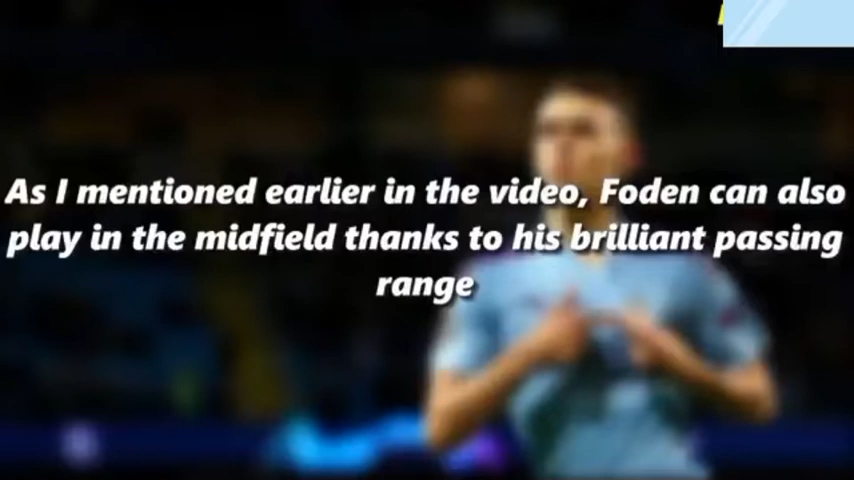 As I mentioned earlier in the video, Foden can also
play in the midfield thanks to his brilliant passing
range